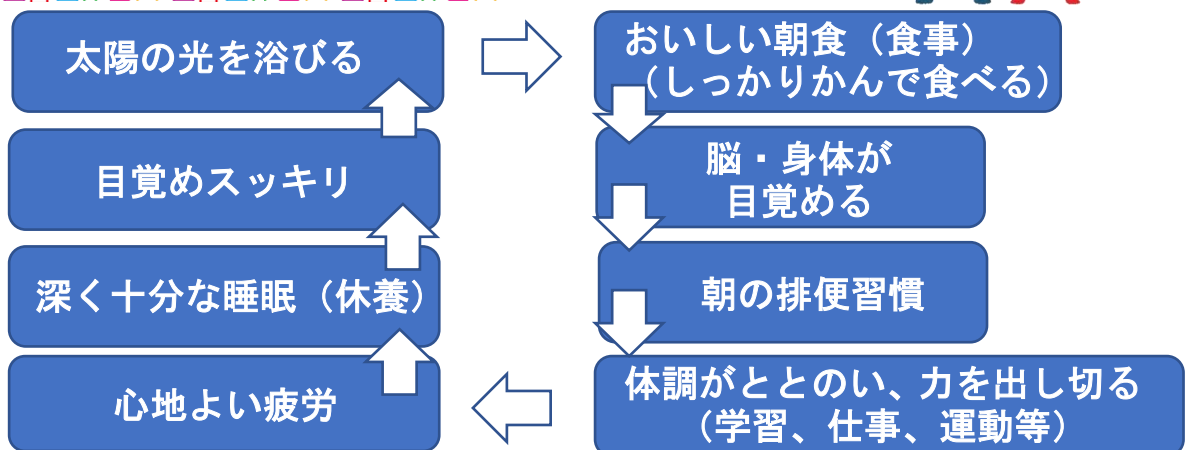 太陽の光を浴びる
おいしい朝食（食事）
（しっかりかんで食べる）
目覚めスッキリ
脳・身体が
目覚める
深く十分な睡眠（休養）
朝の排便習慣
心地よい疲労
体調がととのい、力を出し切る
（学習、仕事、運動等）